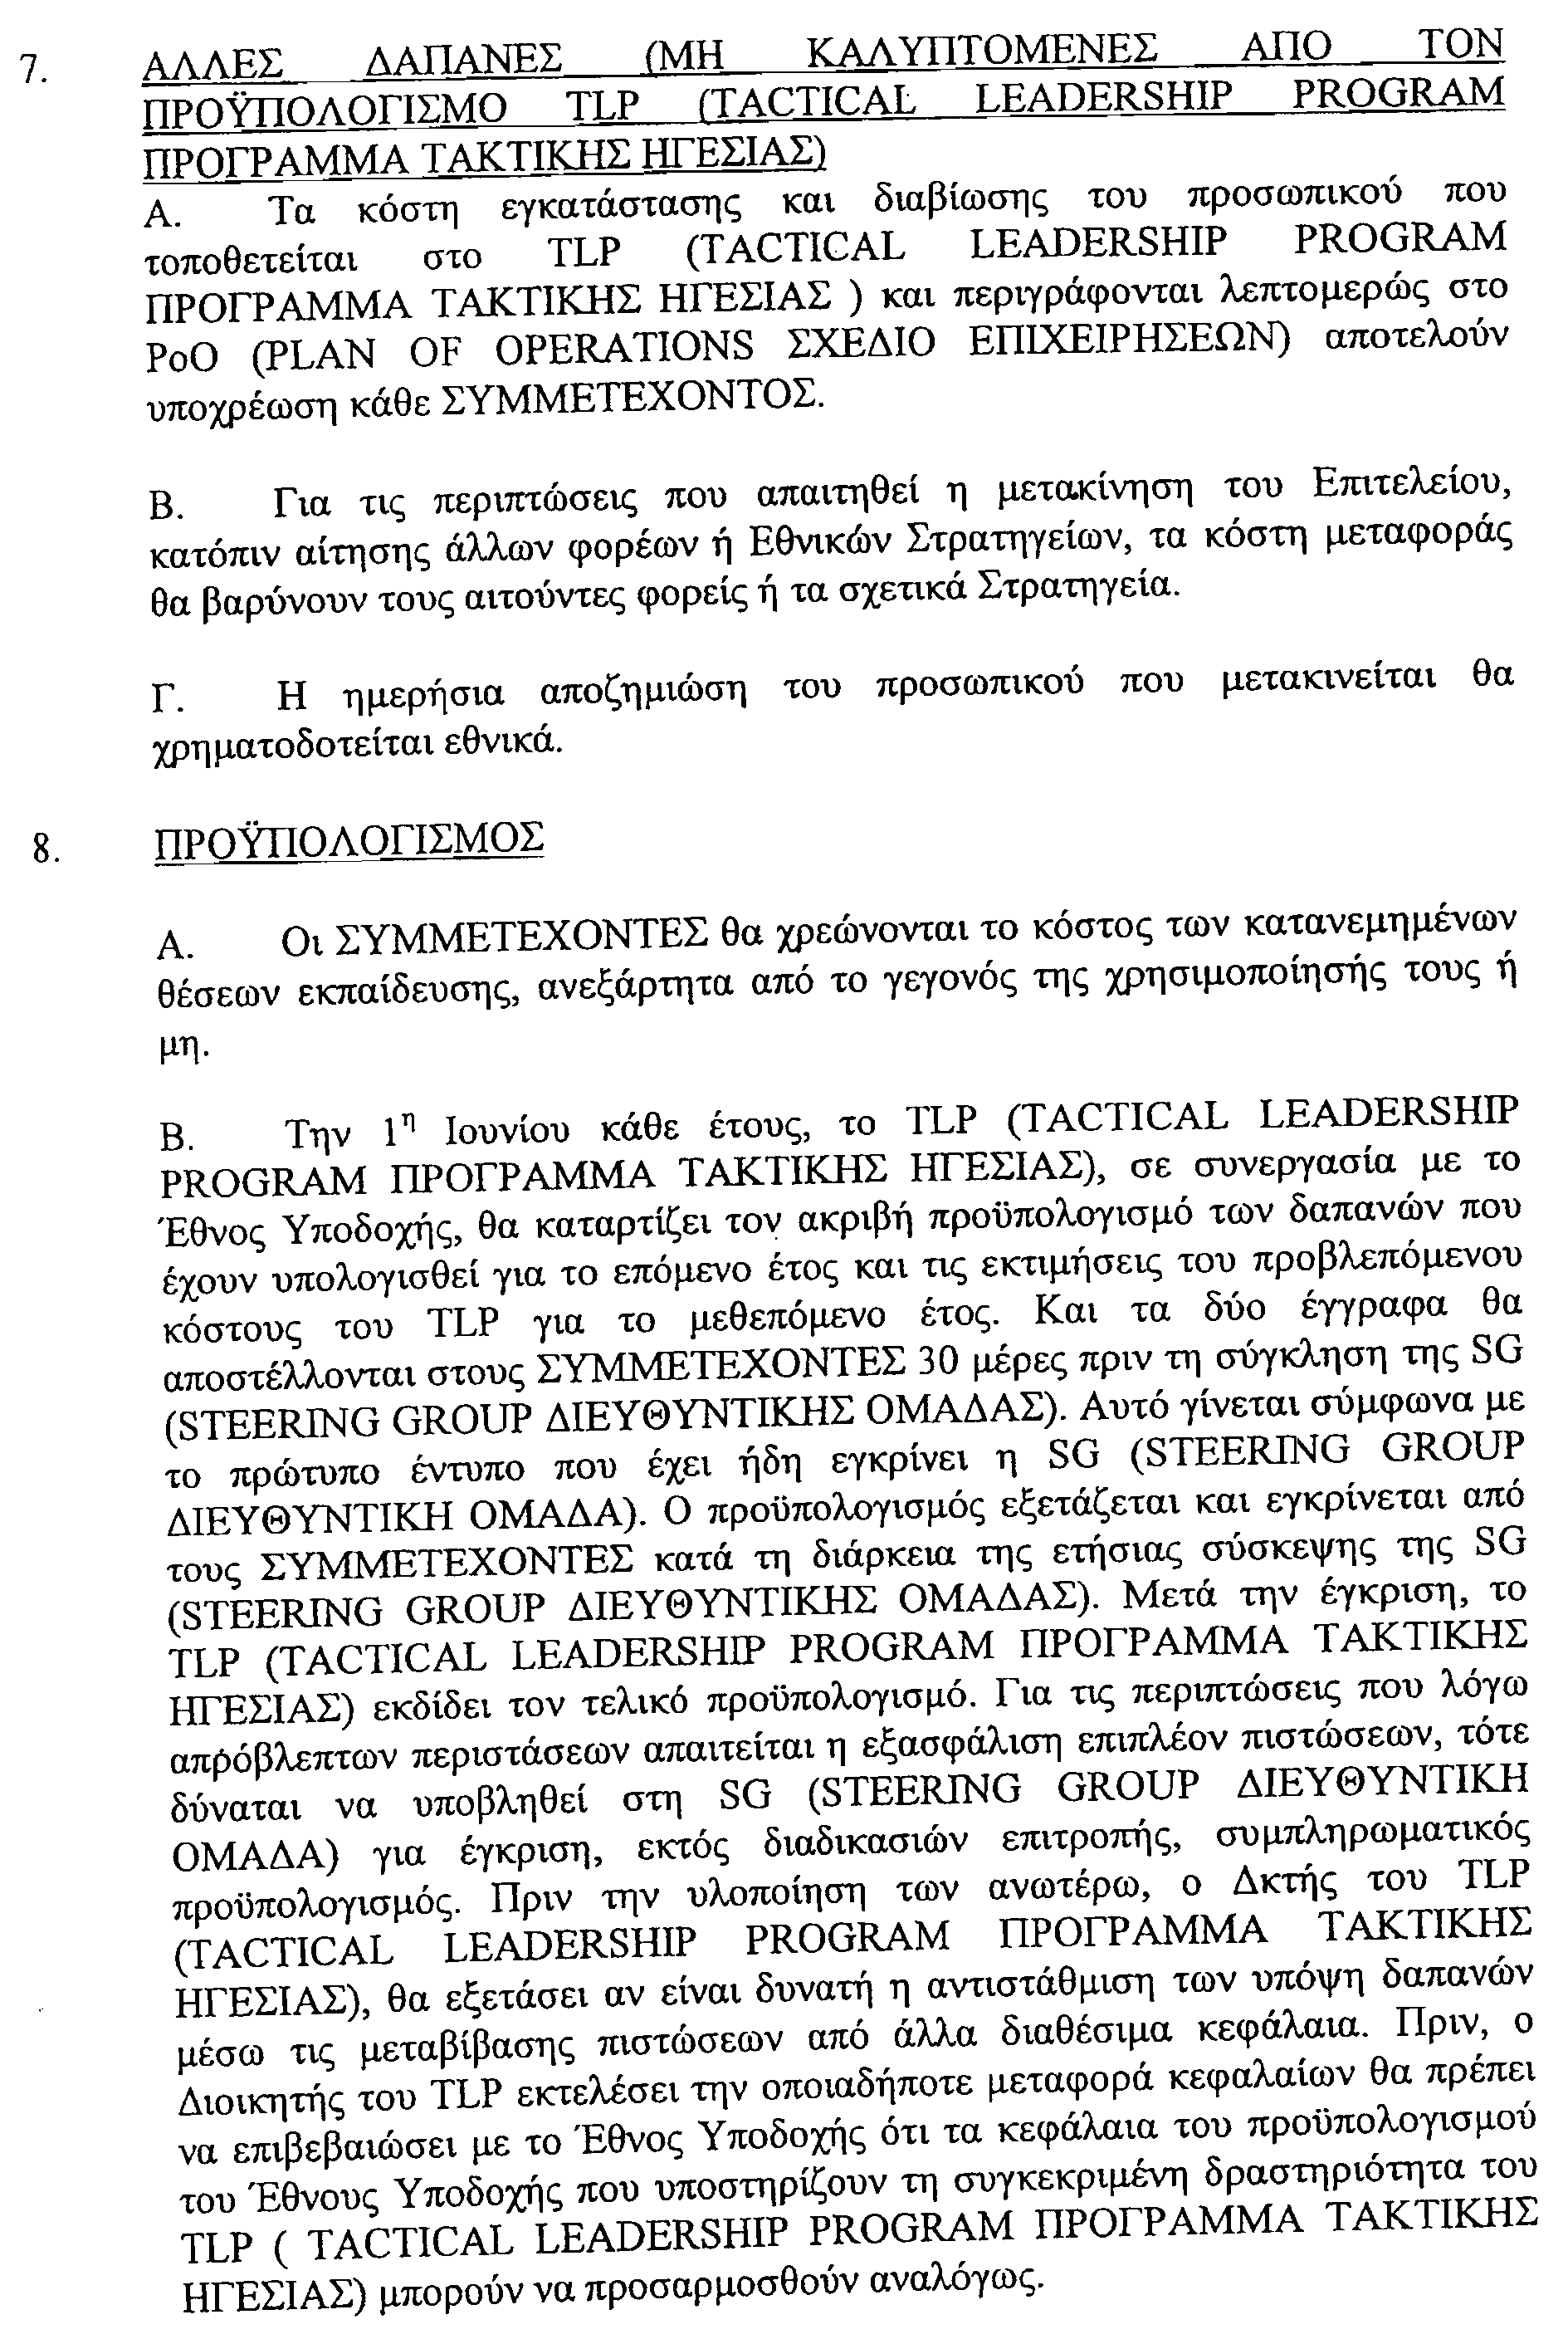 7. ΑΛΛΕΣ ΔΑΠΑΝΕΣ (ΜΗ ΚΑΛΥΠΤΟΜΕΝΕΣ ΑΠΟ ΤΟΝ
ΠΡΟΫΠΟΛΟΓΙΣΜΟ TLP (TACTICAL LEADERSHIP PROGRAM
ΠΡΟΓΡΑΜΜΑ ΤΑΚΤΙΚΗΣ ΗΓΕΣΙΑΣ)
Α. Τα κόστη εγκατάστασης και διαβίωσης του προσωπικού που
τοποθετείται στο TLP (TACTICAL LEADERSHIP PROGRAM
ΠΡΟΓΡΑΜΜΑ ΤΑΚΤΙΚΗΣ ΗΓΕΣΙΑΣ ) και περιγράφονται λεπτομερώς στο
PoO (PLAN OF OPERATIONS ΣΧΕΔΙΟ ΕΠΙΧΕΙΡΗΣΕΩΝ) αποτελούν
υποχρέωση κάθε ΣΥΜΜΕΤΕΧΟΝΤΟΣ.
Β. Για τις περιπτώσεις που απαιτηθεί η μετακίνηση του Επιτελείου,
κατόπιν αίτησης άλλων φορέων ή Εθνικών Στρατηγείων, τα κόστη μεταφοράς
θα βαρύνουν τους αιτούντες φορείς ή τα σχετικά Στρατηγεία.
Γ. Η ημερήσια αποζημιώση του προσωπικού που μετακινείται θα
χρηματοδοτείται εθνικά.
8. ΠΡΟΫΠΟΛΟΓΙΣΜΟΣ
Α. Οι ΣΥΜΜΕΤΕΧΟΝΤΕΣ θα χρεώνονται το κόστος των κατανεμημένων
θέσεων εκπαίδευσης, ανεξάρτητα από το γεγονός της χρησιμοποίησής τους ή
μη.
Β. Την 1η Ιουνίου κάθε έτους, το TLP (TACTICAL LEADERSHIP
PROGRAM ΠΡΟΓΡΑΜΜΑ ΤΑΚΤΙΚΗΣ ΗΓΕΣΙΑΣ), σε συνεργασία με το
Έθνος Υποδοχής, θα καταρτίζει τον ακριβή προϋπολογισμό των δαπανών που
έχουν υπολογισθεί για το επόμενο έτος και τις εκτιμήσεις του προβλεπόμενου
κόστους του TLP για το μεθεπόμενο έτος. Και τα δύο έγγραφα θα
αποστέλλονται στους ΣΥΜΜΕΤΕΧΟΝΤΕΣ 30 μέρες πριν τη σύγκληση της SG
(STEERING GROUP ΔΙΕΥΘΥΝΤΙΚΗΣ ΟΜΑΔΑΣ). Αυτό γίνεται σύμφωνα με
το πρώτυπο έντυπο που έχει ήδη εγκρίνει η SG (STEERING GROUP
ΔΙΕΥΘΥΝΤΙΚΗ ΟΜΑΔΑ). Ο προϋπολογισμός εξετάζεται και εγκρίνεται από
τους ΣΥΜΜΕΤΕΧΟΝΤΕΣ κατά τη διάρκεια της ετήσιας σύσκεψης της SG
(STEERING GROUP ΔΙΕΥΘΥΝΤΙΚΗΣ ΟΜΑΔΑΣ). Μετά την έγκριση, το
TLP (TACTICAL LEADERSHIP PROGRAM ΠΡΟΓΡΑΜΜΑ ΤΑΚΤΙΚΗΣ
ΗΓΕΣΙΑΣ) εκδίδει τον τελικό προϋπολογισμό. Για τις περιπτώσεις που λόγω
απρόβλεπτων περιστάσεων απαιτείται η εξασφάλιση επιπλέον πιστώσεων, τότε
δύναται να υποβληθεί στη SG (STEERING GROUP ΔΙΕΥΘΥΝΤΙΚΗ
ΟΜΑΔΑ) για έγκριση, εκτός διαδικασιών επιτροπής, συμπληρωματικός
προϋπολογισμός. Πριν την υλοποίηση των ανωτέρω, ο Δκτής του TLP
(TACTICAL LEADERSHIP PROGRAM ΠΡΟΓΡΑΜΜΑ ΤΑΚΤΙΚΗΣ
ΗΓΕΣΙΑΣ), θα εξετάσει αν είναι δυνατή η αντιστάθμιση των υπόψη δαπανών
μέσω τις μεταβίβασης πιστώσεων από άλλα διαθέσιμα κεφάλαια. Πριν, ο
Διοικητής του TLP εκτελέσει την οποιαδήποτε μεταφορά κεφαλαίων θα πρέπει
να επιβεβαιώσει με το Έθνος Υποδοχής ότι τα κεφάλαια του προϋπολογισμού
του Έθνους Υποδοχής που υποστηρίζουν τη συγκεκριμένη δραστηριότητα του
TLP ( TACTICAL LEADERSHIP PROGRAM ΠΡΟΓΡΑΜΜΑ ΤΑΚΤΙΚΗΣ
ΗΓΕΣΙΑΣ) μπορούν να προσαρμοσθούν αναλόγως.